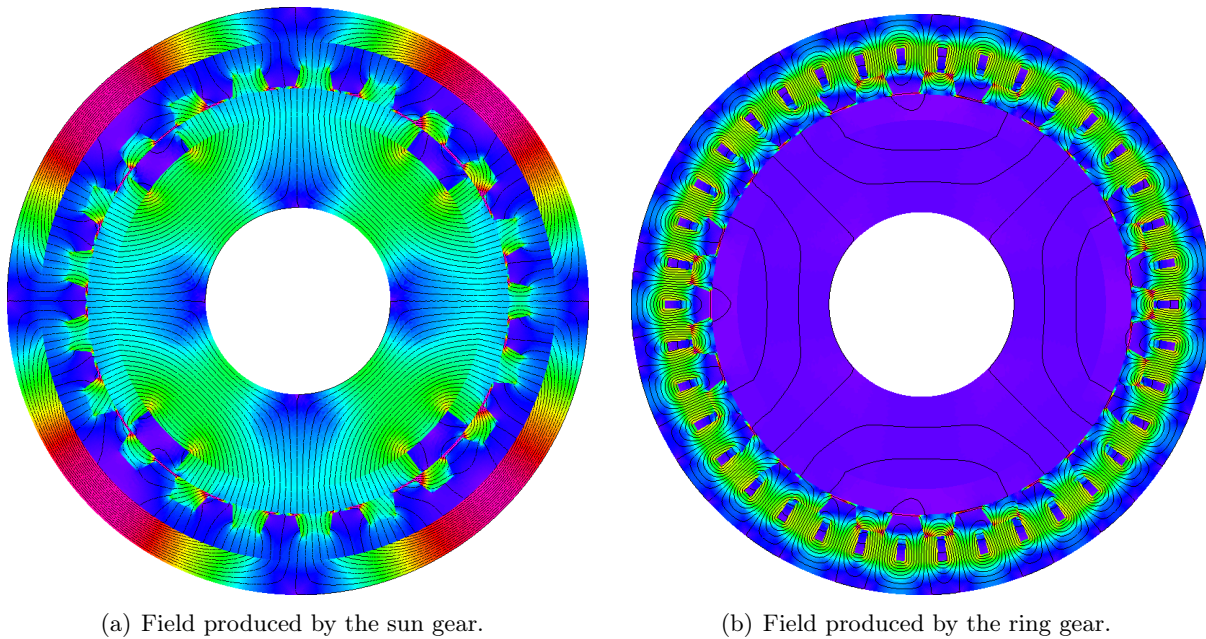 (a) Field produced by the sun gear.
(b) Field produced by the ring gear.